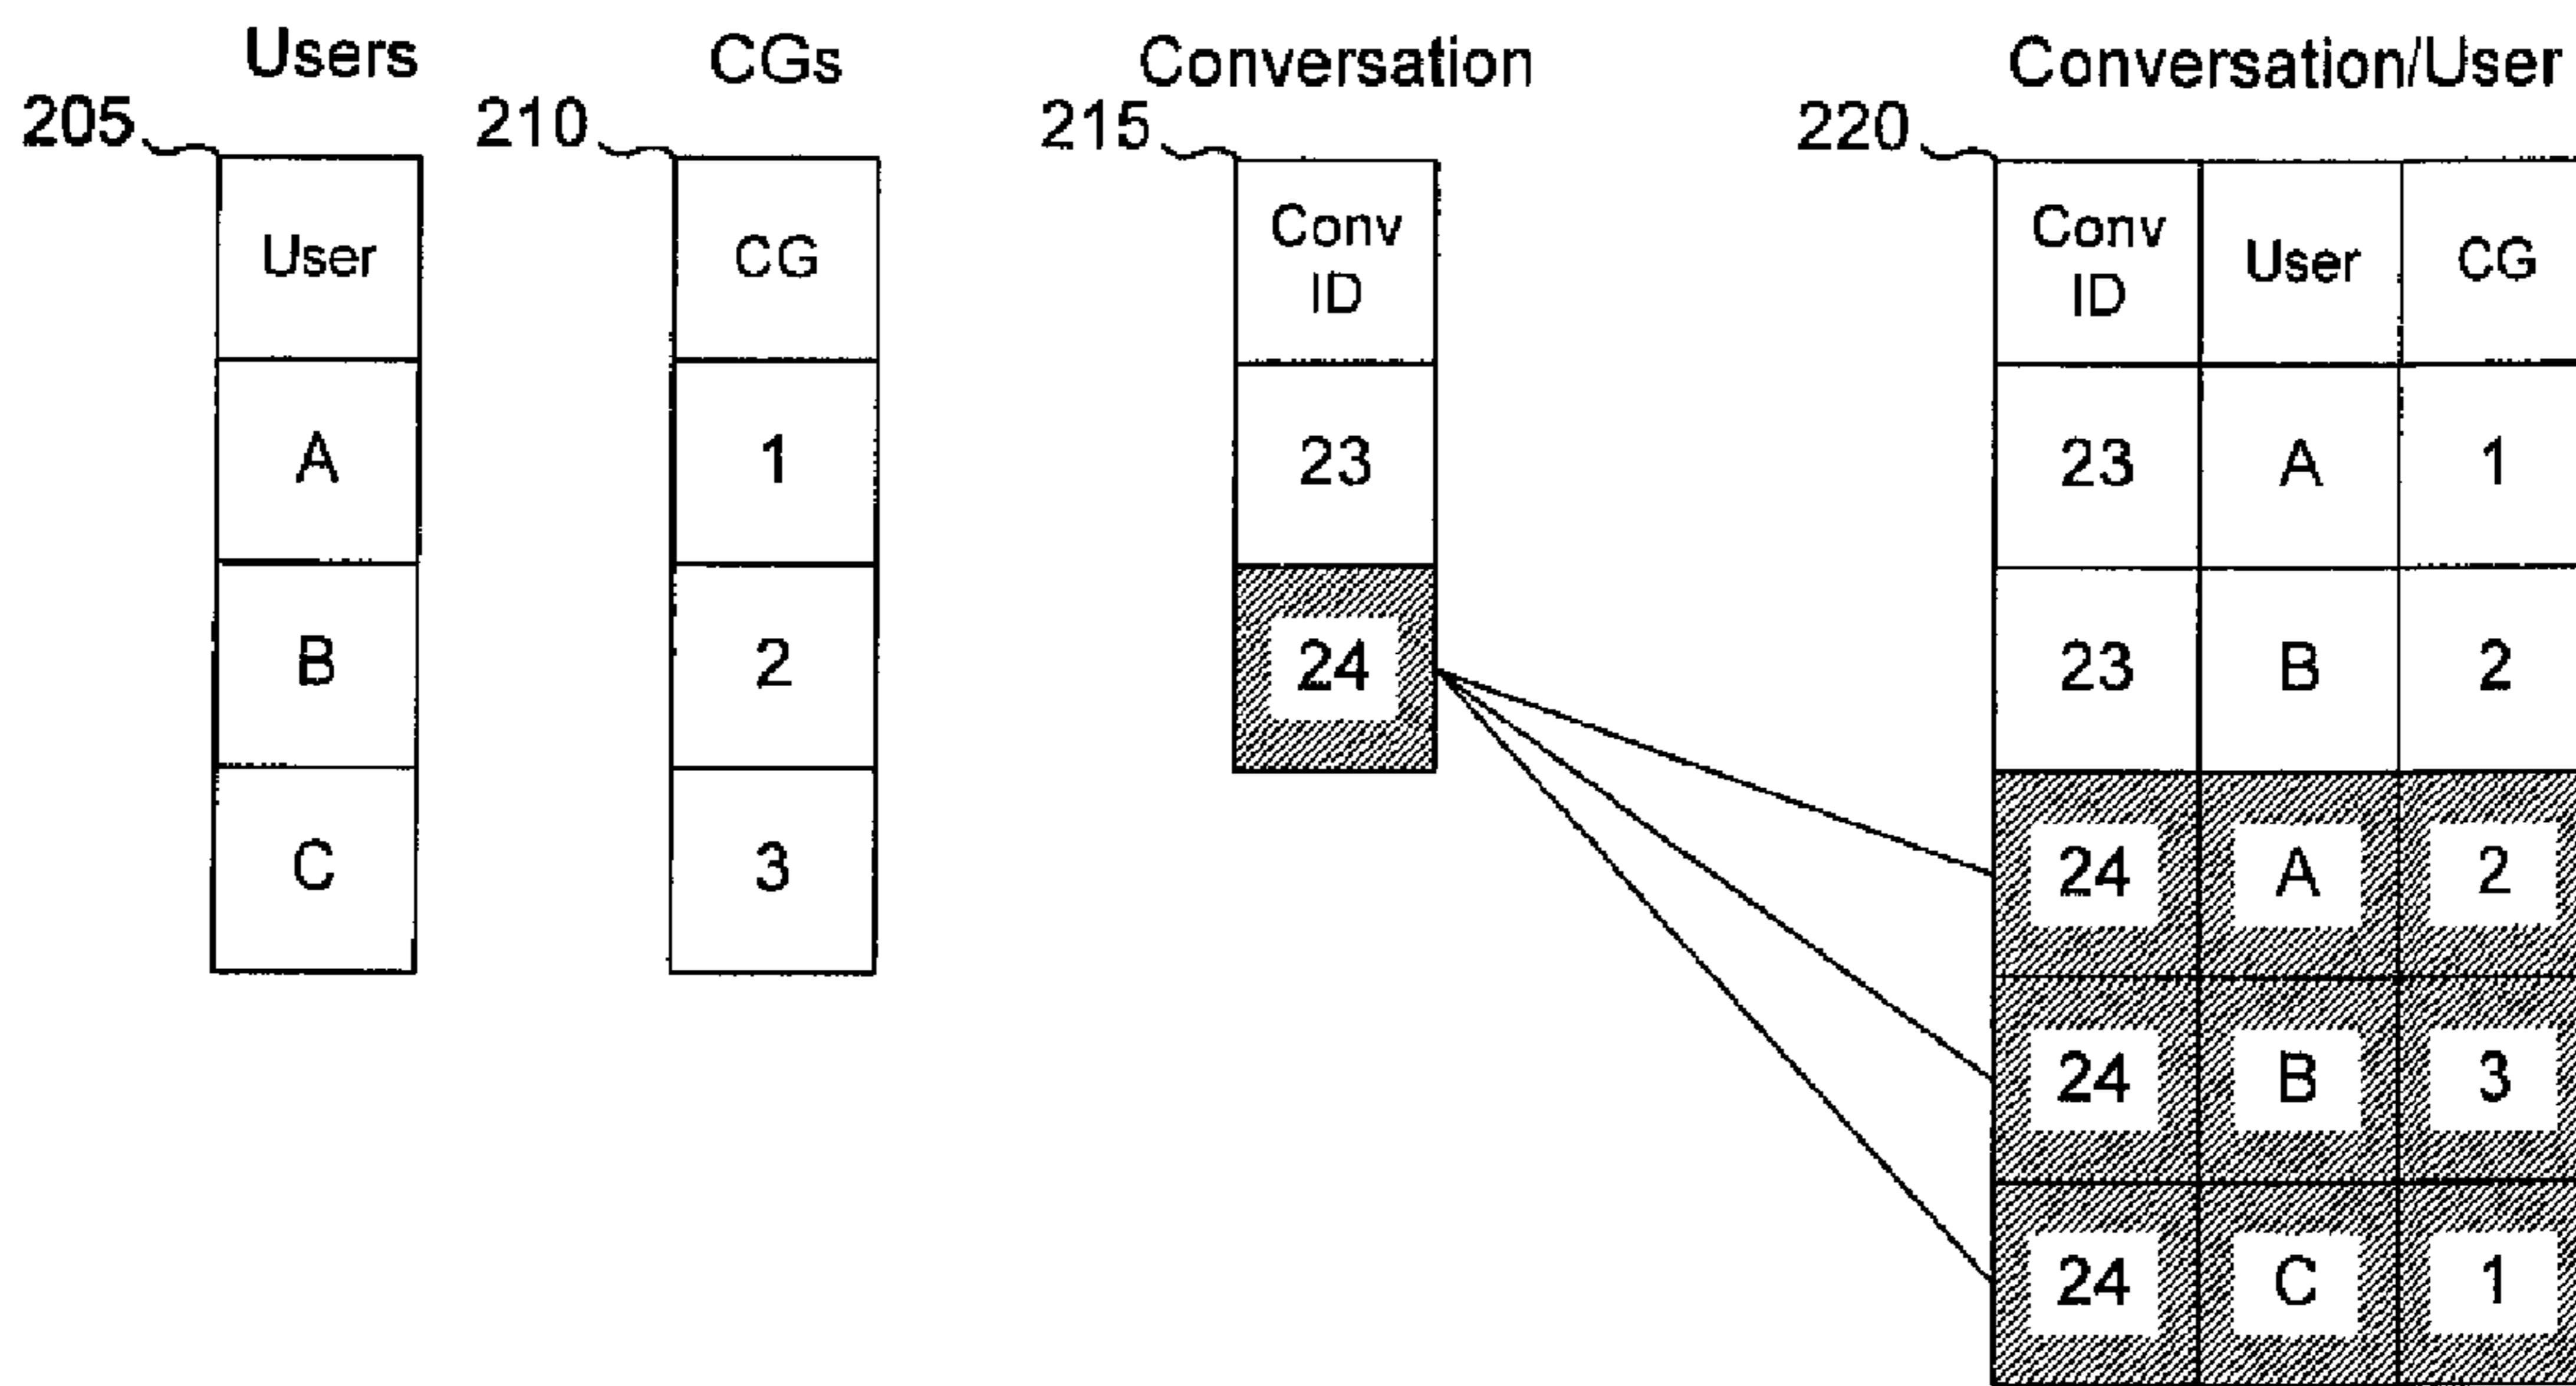 Users
CGs
Conversation
Conversation/User
205
210
215
220
User
A
B
C
CG
1
2
3
Conv
ID
23
24
Conv
ID
User
CG
23 A 1
23 B 2
24 A 2
24 B 3
24 C 1